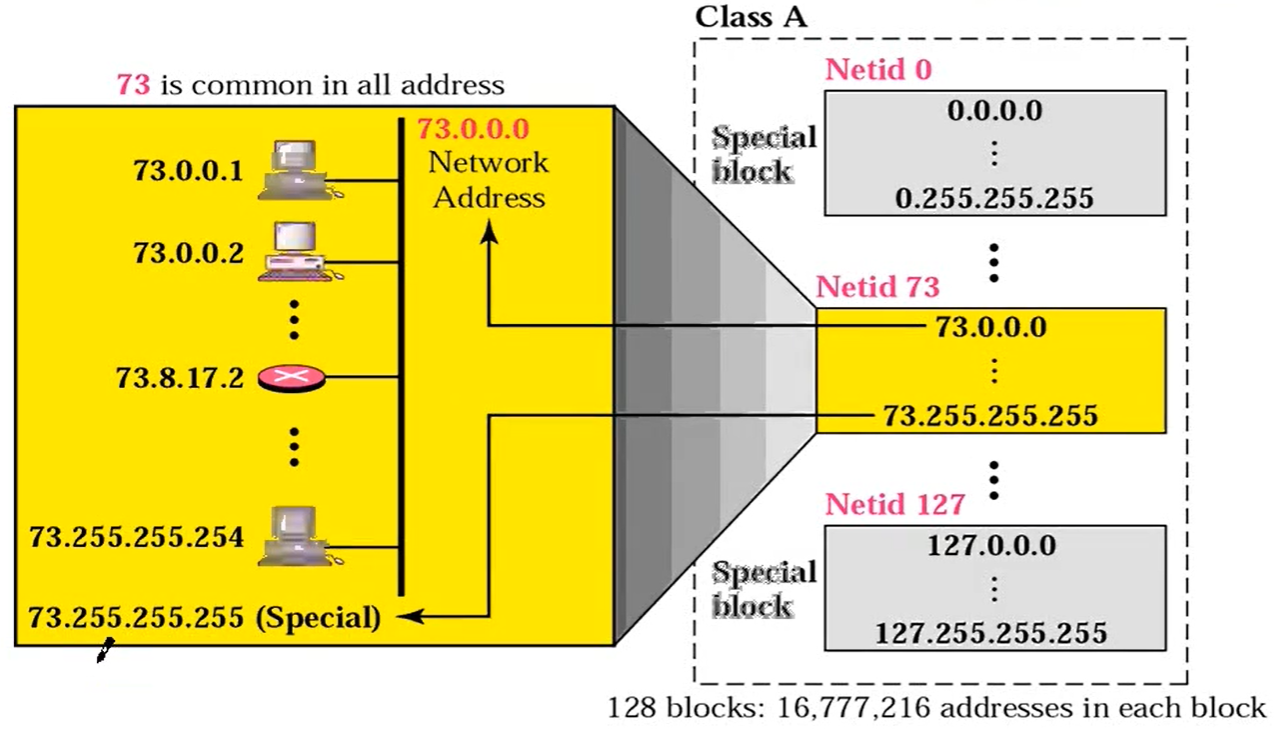 Class A
73 is common in all address
73.0.0.0
Network
Address
73.0.0.1
73.0.0.2
73.8.17.2
73.255.255.254
73.255.255.255 (Special)
Netid 0
Special
block
0.0.0.0
0.255.255.255
Netid 73
73.0.0.0
73.255.255.255
Netid 127
Special
block
127.0.0.0
127.255.255.255
128 blocks: 16,777,216 addresses in each block